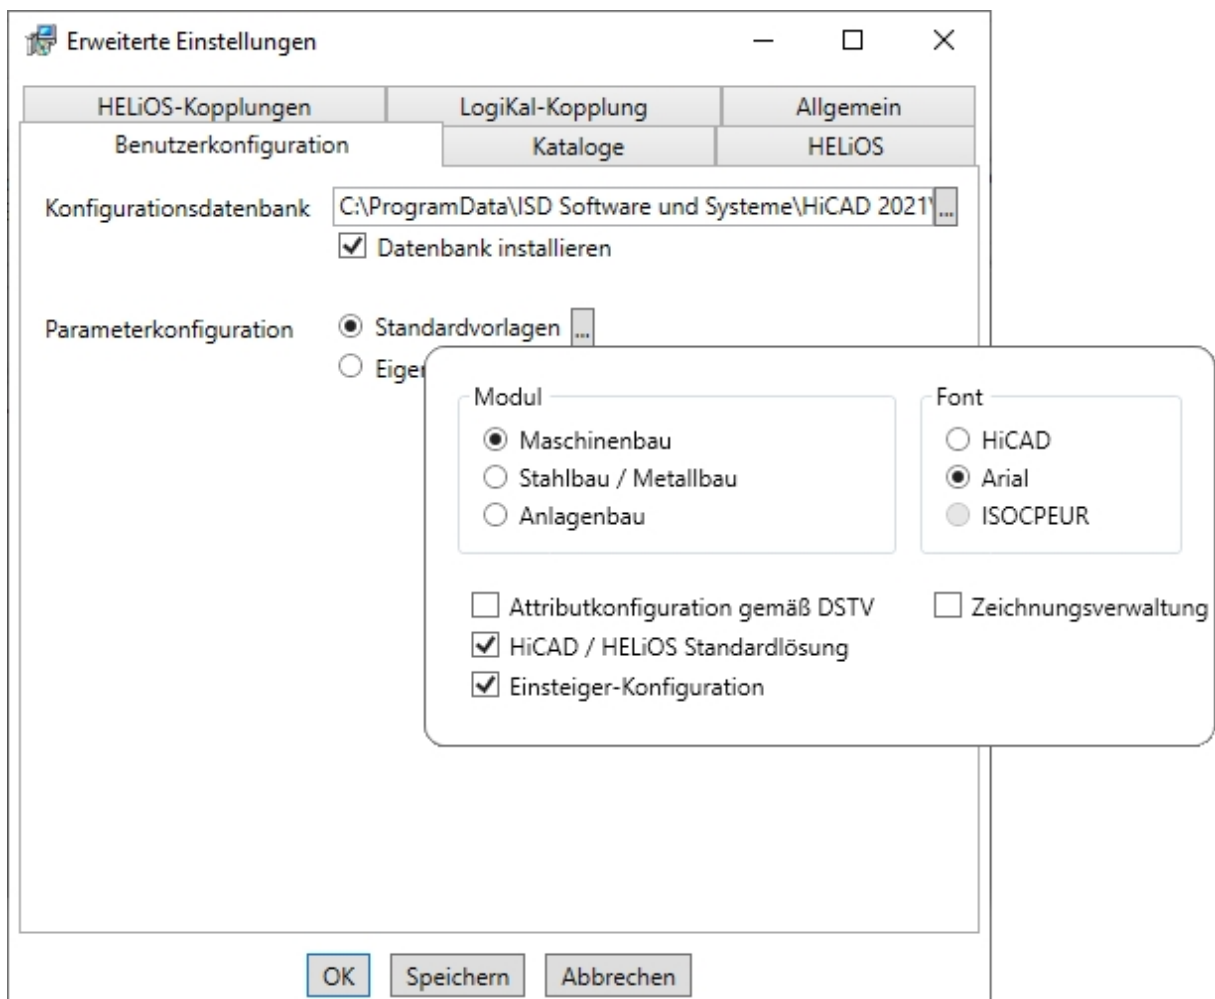 Erweiterte Einstellungen
HELiOS-Kopplungen LogiKal-Kopplung Allgemein
Benutzerkonfiguration Kataloge HELiOS
Konfigurationsdatenbank C:\ProgramData\ISD Software und Systeme\HiCAD 2021\ ...
Datenbank installieren
Parameterkonfiguration Standardvorlagen ...
Modul Font
Maschinenbau HiCAD
Stahlbau / Metallbau Arial
Anlagenbau ISOCPEUR
Attributkonfiguration gemäß DSTV Zeichnungsverwaltung
HiCAD / HELiOS Standardlösung
Einsteiger-Konfiguration
OK Speichern Abbrechen